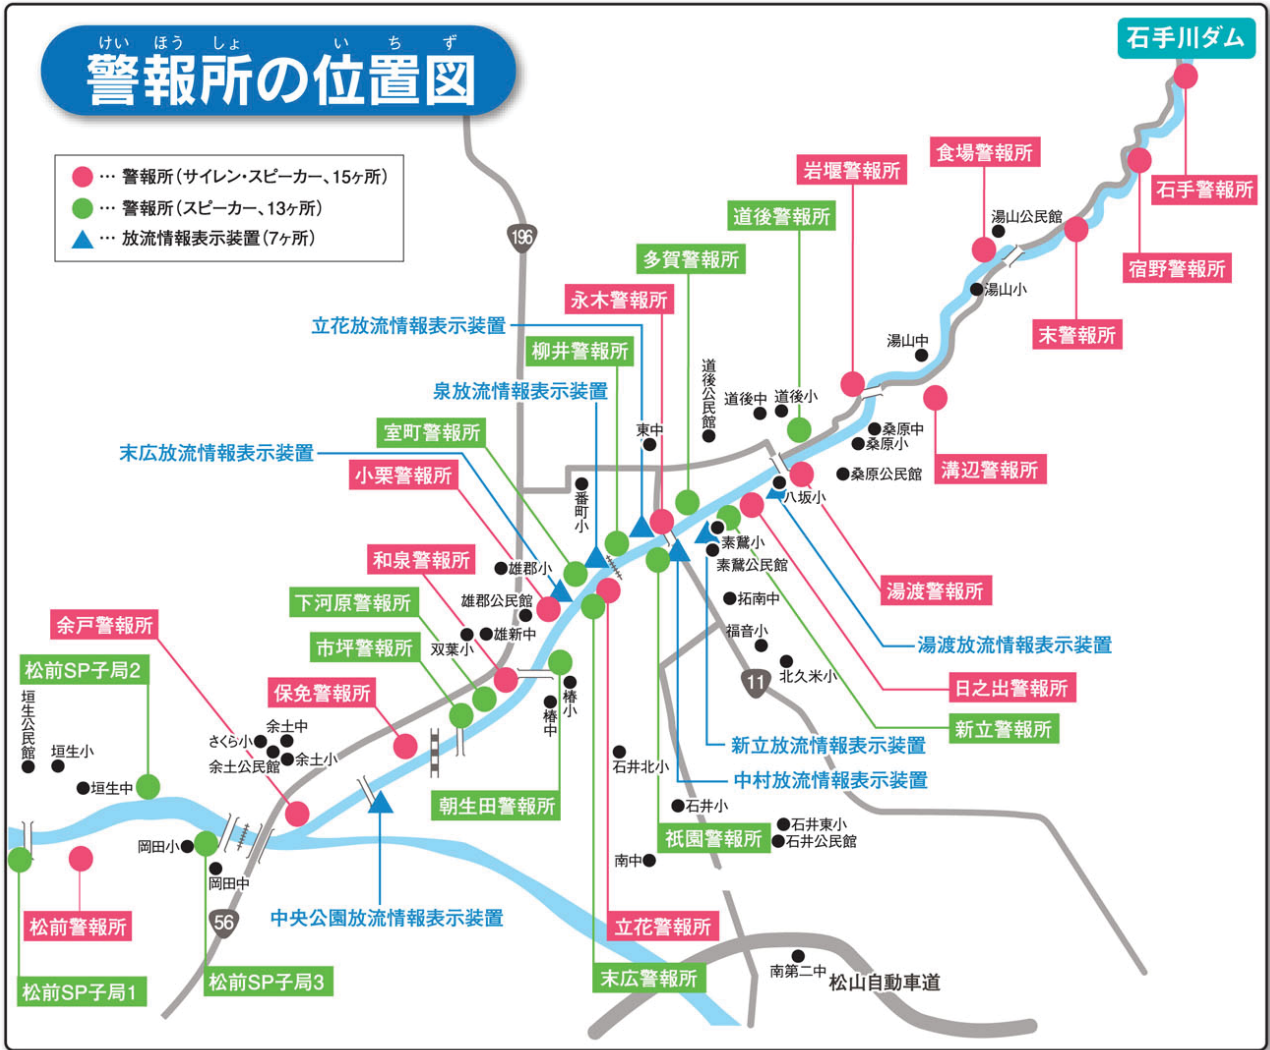 けいほうしょ いちず
警報所の位置図
石手川ダム
… 警報所(サイレン・スピーカー、15ヶ所)
… 警報所(スピーカー、13ヶ所)
… 放流情報表示装置(7ヶ所)
196
岩堰警報所
食場警報所
石手警報所
道後警報所
湯山公民館
多賀警報所
宿野警報所
永木警報所
湯山小
立花放流情報表示装置
末警報所
柳井警報所
湯山中
道後公民館
泉放流情報表示装置
道後中
道後小
室町警報所
東中
桑原中
桑原小
末広放流情報表示装置
小栗警報所
溝辺警報所
桑原公民館
番町小
八坂小
素鵞小
和泉警報所
素鵞公民館
雄郡小
湯渡警報所
下河原警報所
雄郡公民館
拓南中
余戸警報所
雄新中
福音小
市坪警報所
双葉小
湯渡放流情報表示装置
松前SP子局2
北久米小
11
日之出警報所
保免警報所
椿小
椿中
垣生公民館
新立警報所
余土中
さくら小
新立放流情報表示装置
垣生小
余土公民館
余土小
石井北小
中村放流情報表示装置
垣生中
朝生田警報所
石井小
石井東小
祇園警報所
石井公民館
岡田小
南中
岡田中
中央公園放流情報表示装置
56
松前警報所
立花警報所
南第二中
松前SP子局3
末広警報所
松山自動車道
松前SP子局1